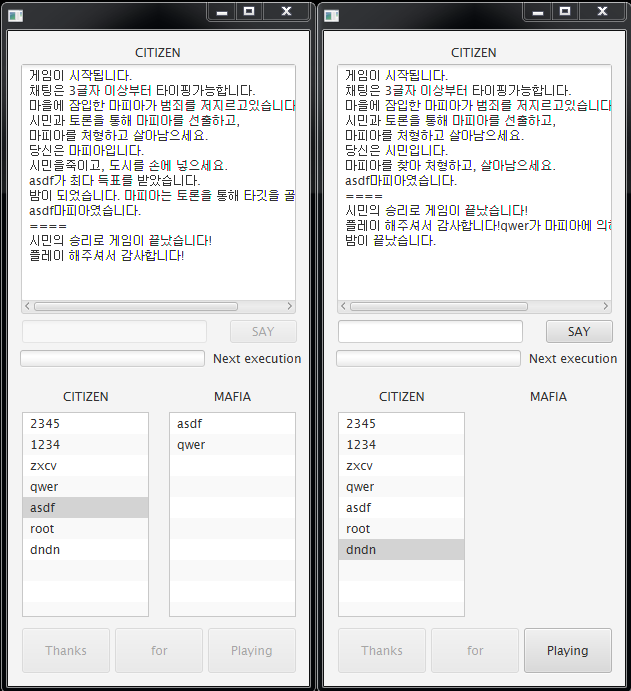 CITIZEN
게임이 시작됩니다.
채팅은 3글자 이상부터 타이핑가능합니다.
마을에 잠입한 마피아가 범죄를 저지르고있습니다
시민과 토론을 통해 마피아를 선출하고,
마피아를 처형하고 살아남으세요.
당신은 마피아입니다.
시민을죽이고, 도시를 손에 넣으세요.
asdf가 최다 득표를 받았습니다.
밤이 되었습니다. 마피아는 토론을 통해 타깃을 골
asdf마피아였습니다.
====
시민의 승리로 게임이 끝났습니다!
플레이 해주셔서 감사합니다!
SAY
Next execution
CITIZEN
MAFIA
2345
1234
zxcv
qwer
asdf
root
dndn
asdf
qwer
Thanks
for
Playing
CITIZEN
게임이 시작됩니다.
채팅은 3글자 이상부터 타이핑가능합니다.
마을에 잠입한 마피아가 범죄를 저지르고있습니다
시민과 토론을 통해 마피아를 선출하고,
마피아를 처형하고 살아남으세요.
당신은 시민입니다.
마피아를 찾아 처형하고, 살아남으세요.
asdf마피아였습니다.
====
시민의 승리로 게임이 끝났습니다!
플레이 해주셔서 감사합니다!qwer가 마피아에 의해
밤이 끝났습니다.
SAY
Next execution
CITIZEN
MAFIA
2345
1234
zxcv
qwer
asdf
root
dndn
Thanks
for
Playing